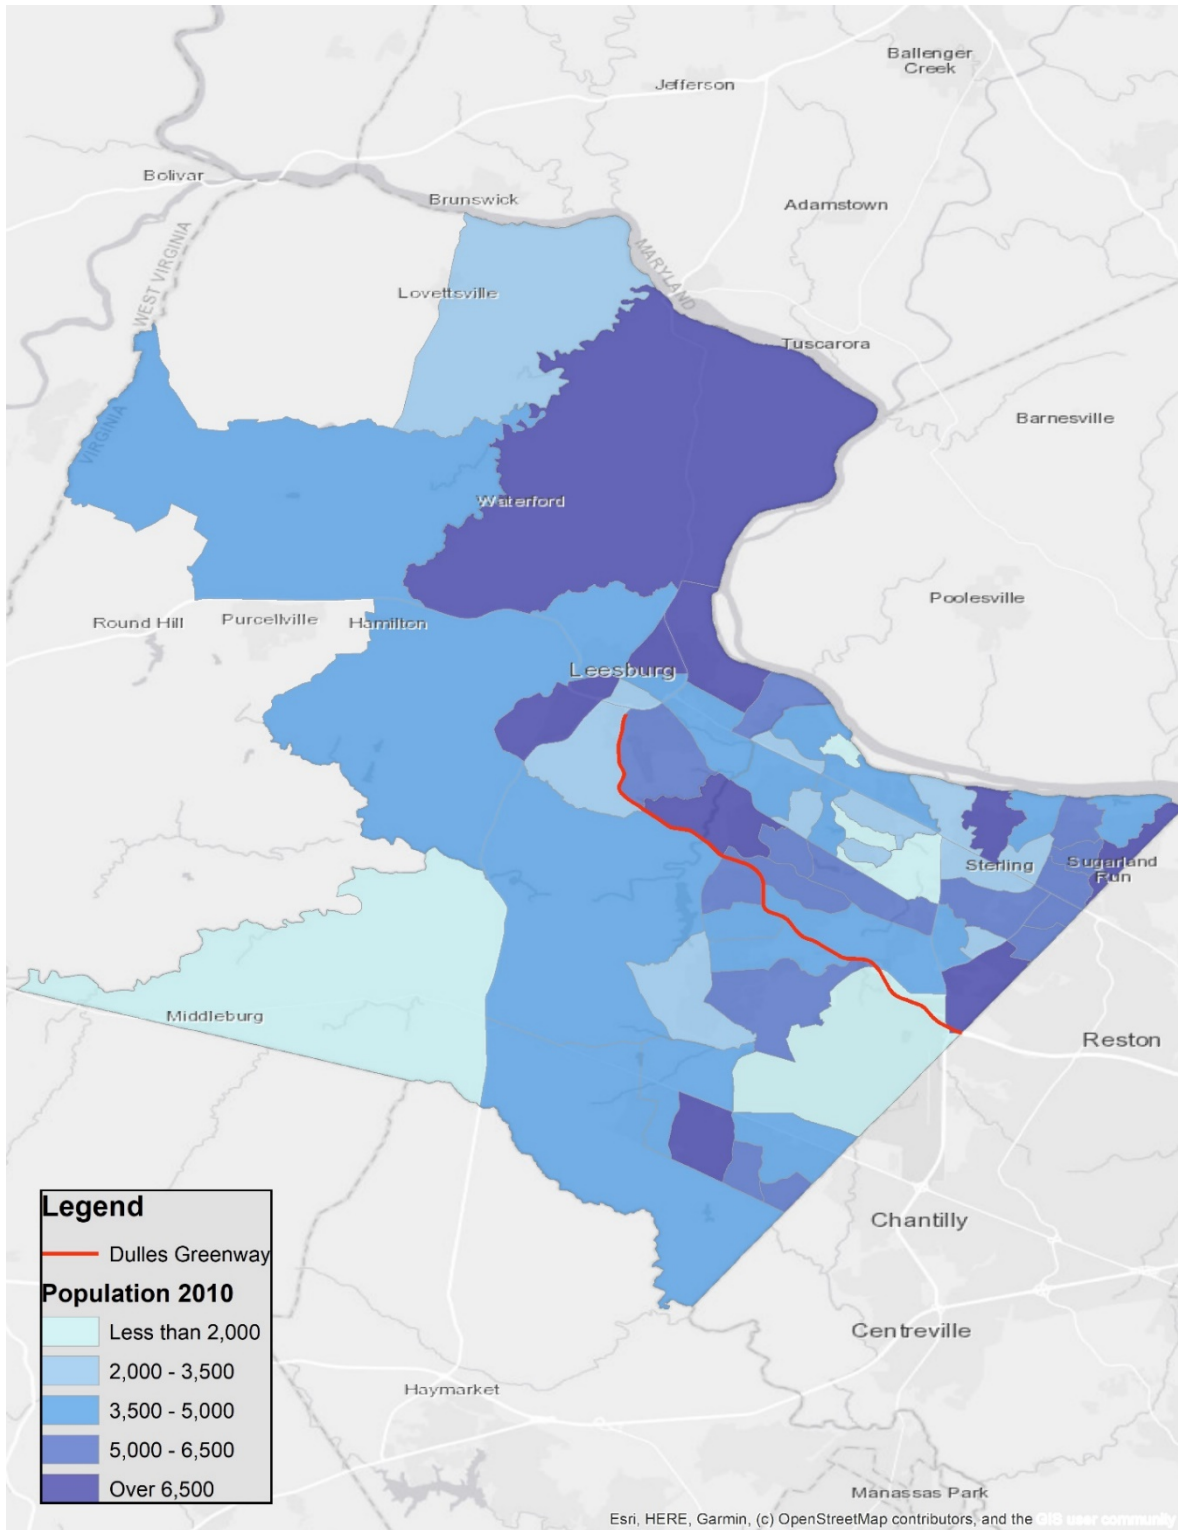 Ballenger
Creek
Jefferson
Bolivar
Brunswick
Adamstown
WEST VIRGINIA
MARYLAND
Lovettsville
Tuscarora
VIRGINIA
Barnesville
Waterford
Poolesville
Round Hill
Purcellville
Hamilton
Leesburg
Sterling
Sugarland
Run
Middleburg
Reston
Chantilly
Centreville
Haymarket
Manassas Park
Legend
Dulles Greenway
Population 2010
Less than 2,000
2,000 - 3,500
3,500 - 5,000
5,000 - 6,500
Over 6,500
Esri, HERE, Garmin, (c) OpenStreetMap contributors, and the GIS user community